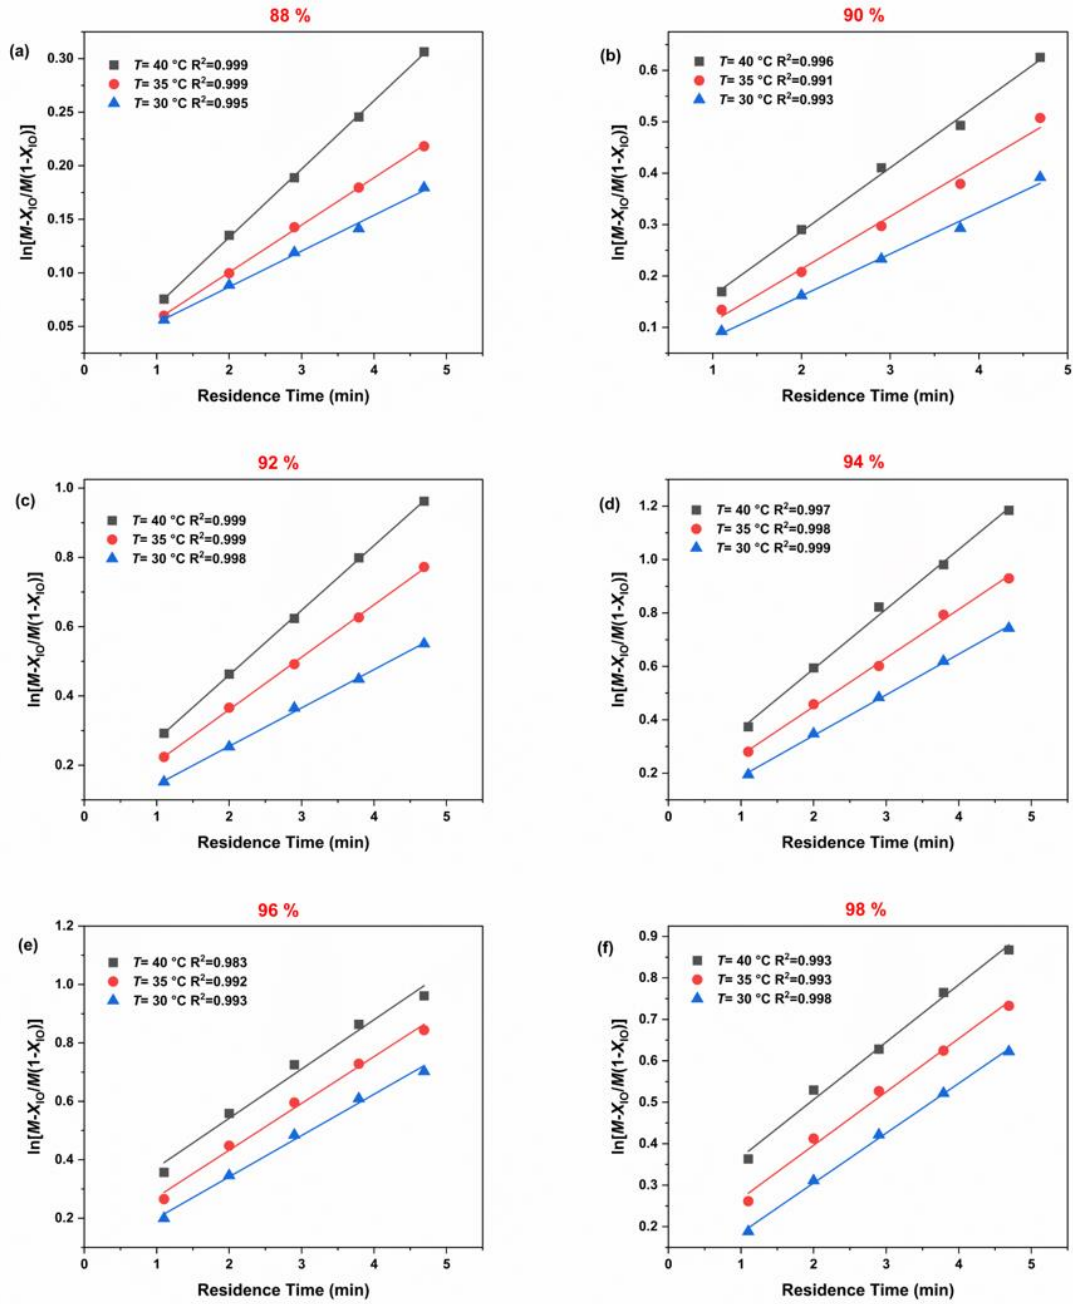 88 %
(a)
T= 40 °C R²=0.999
T= 35 °C R²=0.999
T= 30 °C R²=0.995
0.30
0.25
0.20
0.15
0.10
0.05
ln[M-X_IO/M(1-X_IO)]
0 1 2 3 4 5
Residence Time (min)
90 %
(b)
T= 40 °C R²=0.996
T= 35 °C R²=0.991
T= 30 °C R²=0.993
0.6
0.5
0.4
0.3
0.2
0.1
ln[M-X_IO/M(1-X_IO)]
1 2 3 4 5
Residence Time (min)
92 %
(c)
T= 40 °C R²=0.999
T= 35 °C R²=0.999
T= 30 °C R²=0.998
1.0
0.8
0.6
0.4
0.2
ln[M-X_IO/M(1-X_IO)]
0 1 2 3 4 5
Residence Time (min)
94 %
(d)
T= 40 °C R²=0.997
T= 35 °C R²=0.998
T= 30 °C R²=0.999
1.2
1.0
0.8
0.6
0.4
0.2
ln[M-X_IO/M(1-X_IO)]
0 1 2 3 4 5
Residence Time (min)
96 %
(e)
T= 40 °C R²=0.983
T= 35 °C R²=0.992
T= 30 °C R²=0.993
1.2
1.0
0.8
0.6
0.4
0.2
ln[M-X_IO/M(1-X_IO)]
0 1 2 3 4 5
Residence Time (min)
98 %
(f)
T= 40 °C R²=0.993
T= 35 °C R²=0.993
T= 30 °C R²=0.998
0.9
0.8
0.7
0.6
0.5
0.4
0.3
0.2
ln[M-X_IO/M(1-X_IO)]
0 1 2 3 4 5
Residence Time (min)